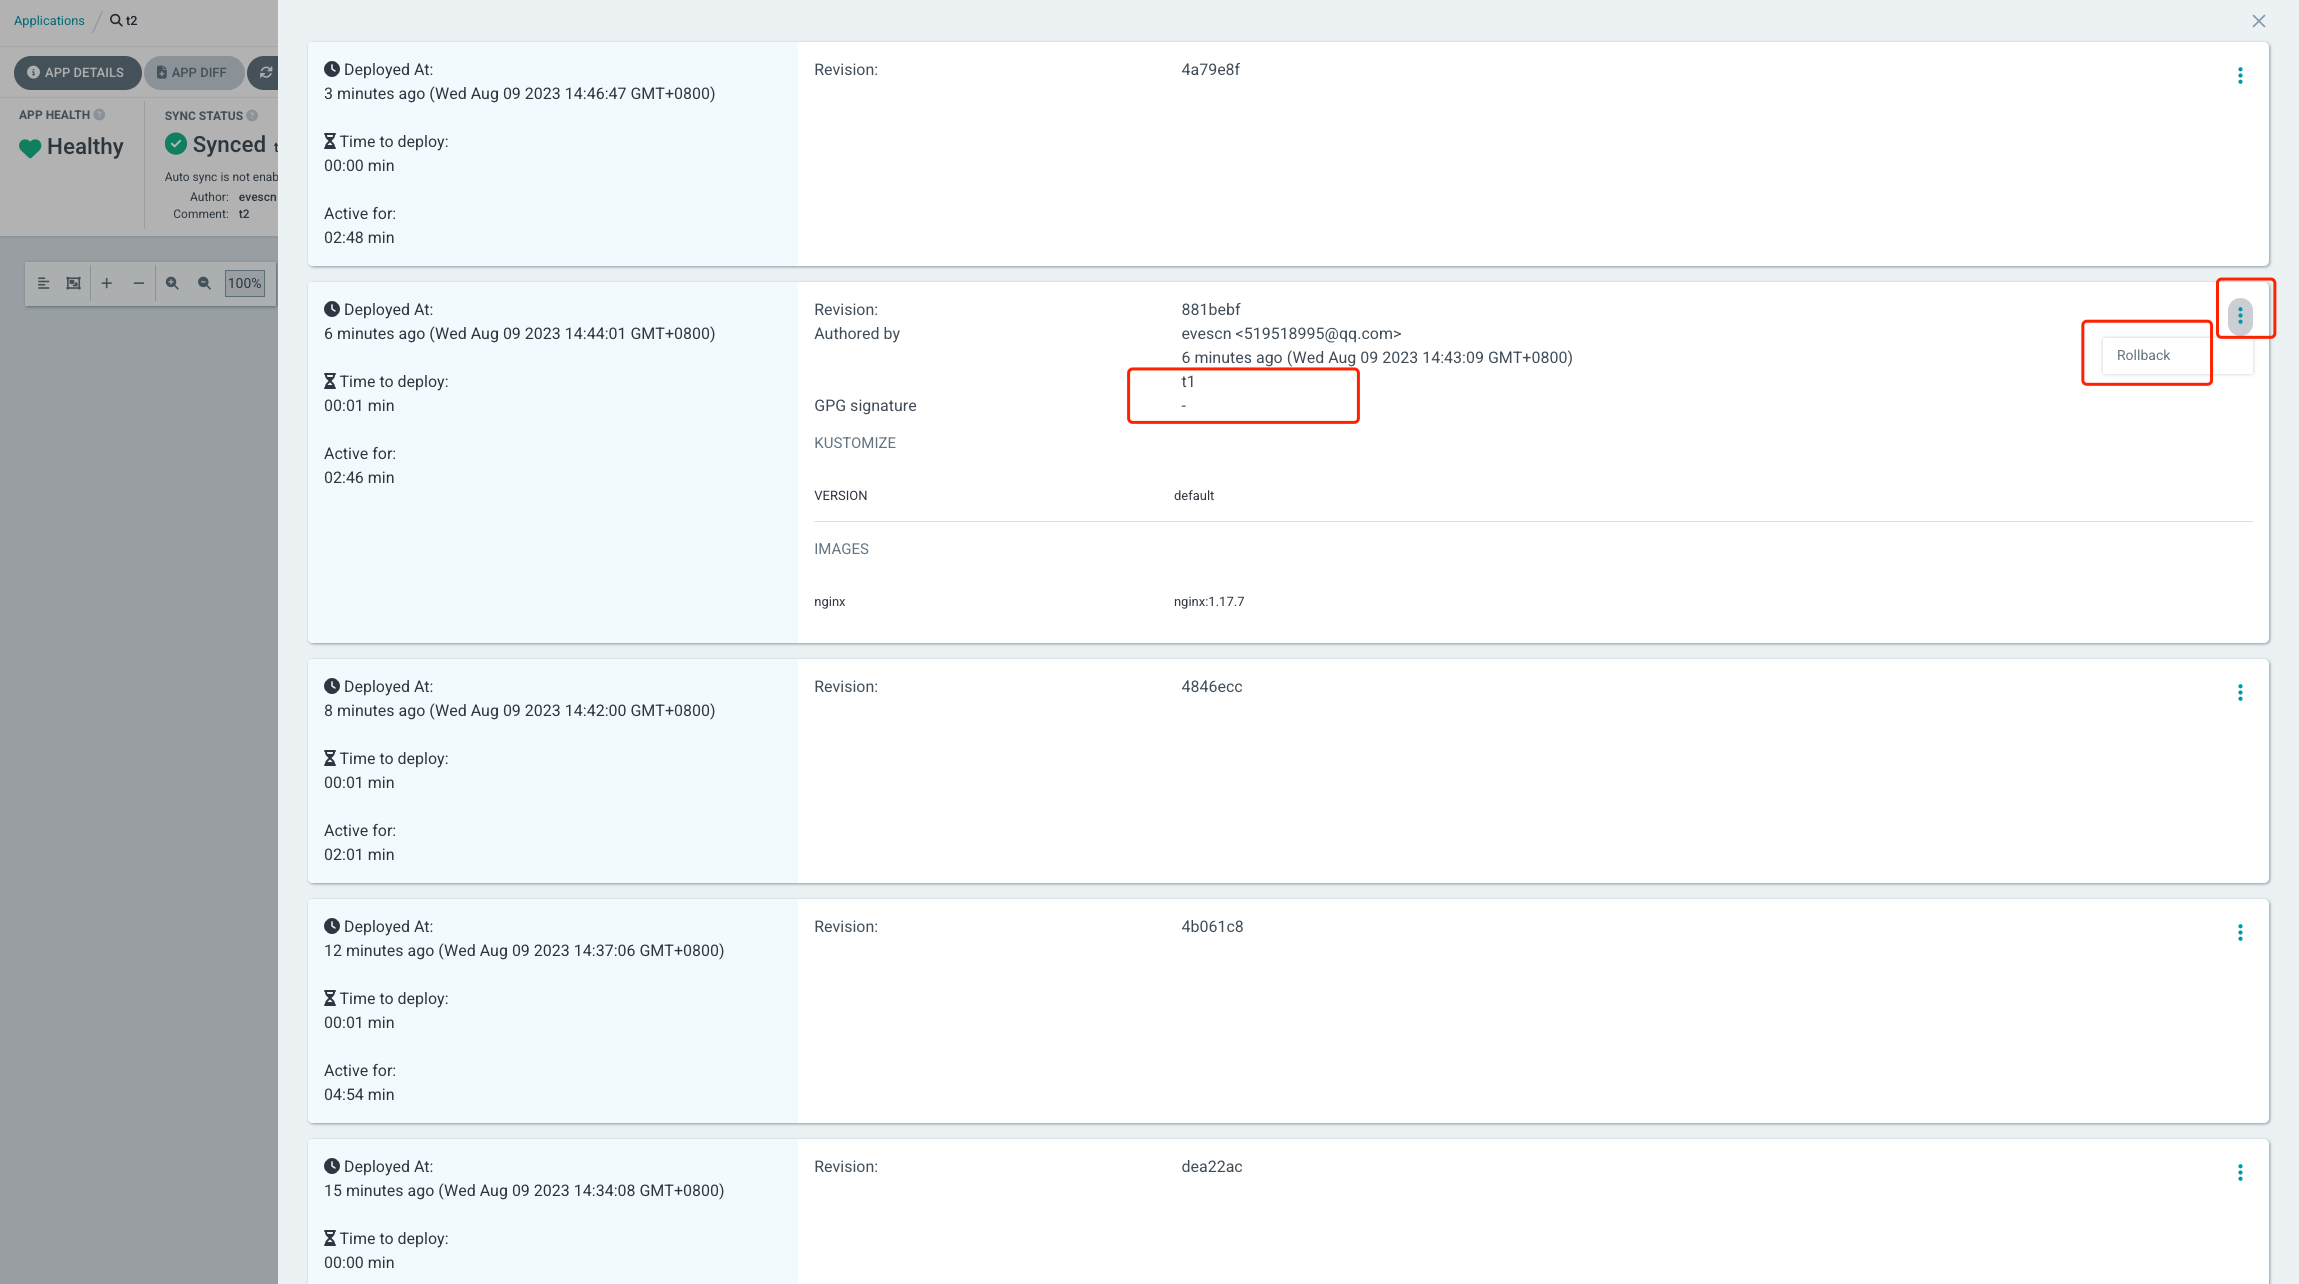 Applications
t2
APP DETAILS
APP DIFF
APP HEALTH
Healthy
SYNC STATUS
Synced
Auto sync is not enab
Author: evescn
Comment: t2
100%
Deployed At:
3 minutes ago (Wed Aug 09 2023 14:46:47 GMT+0800)
Time to deploy:
00:00 min
Active for:
02:48 min
Revision: 4a79e8f
Deployed At:
6 minutes ago (Wed Aug 09 2023 14:44:01 GMT+0800)
Time to deploy:
00:01 min
Active for:
02:46 min
Revision: 881bebf
Authored by evescn <519518995@qq.com>
6 minutes ago (Wed Aug 09 2023 14:43:09 GMT+0800)
t1
GPG signature -
KUSTOMIZE
VERSION default
IMAGES
nginx nginx:1.17.7
Rollback
Deployed At:
8 minutes ago (Wed Aug 09 2023 14:42:00 GMT+0800)
Time to deploy:
00:01 min
Active for:
02:01 min
Revision: 4846ecc
Deployed At:
12 minutes ago (Wed Aug 09 2023 14:37:06 GMT+0800)
Time to deploy:
00:01 min
Active for:
04:54 min
Revision: 4b061c8
Deployed At:
15 minutes ago (Wed Aug 09 2023 14:34:08 GMT+0800)
Time to deploy:
00:00 min
Revision: dea22ac